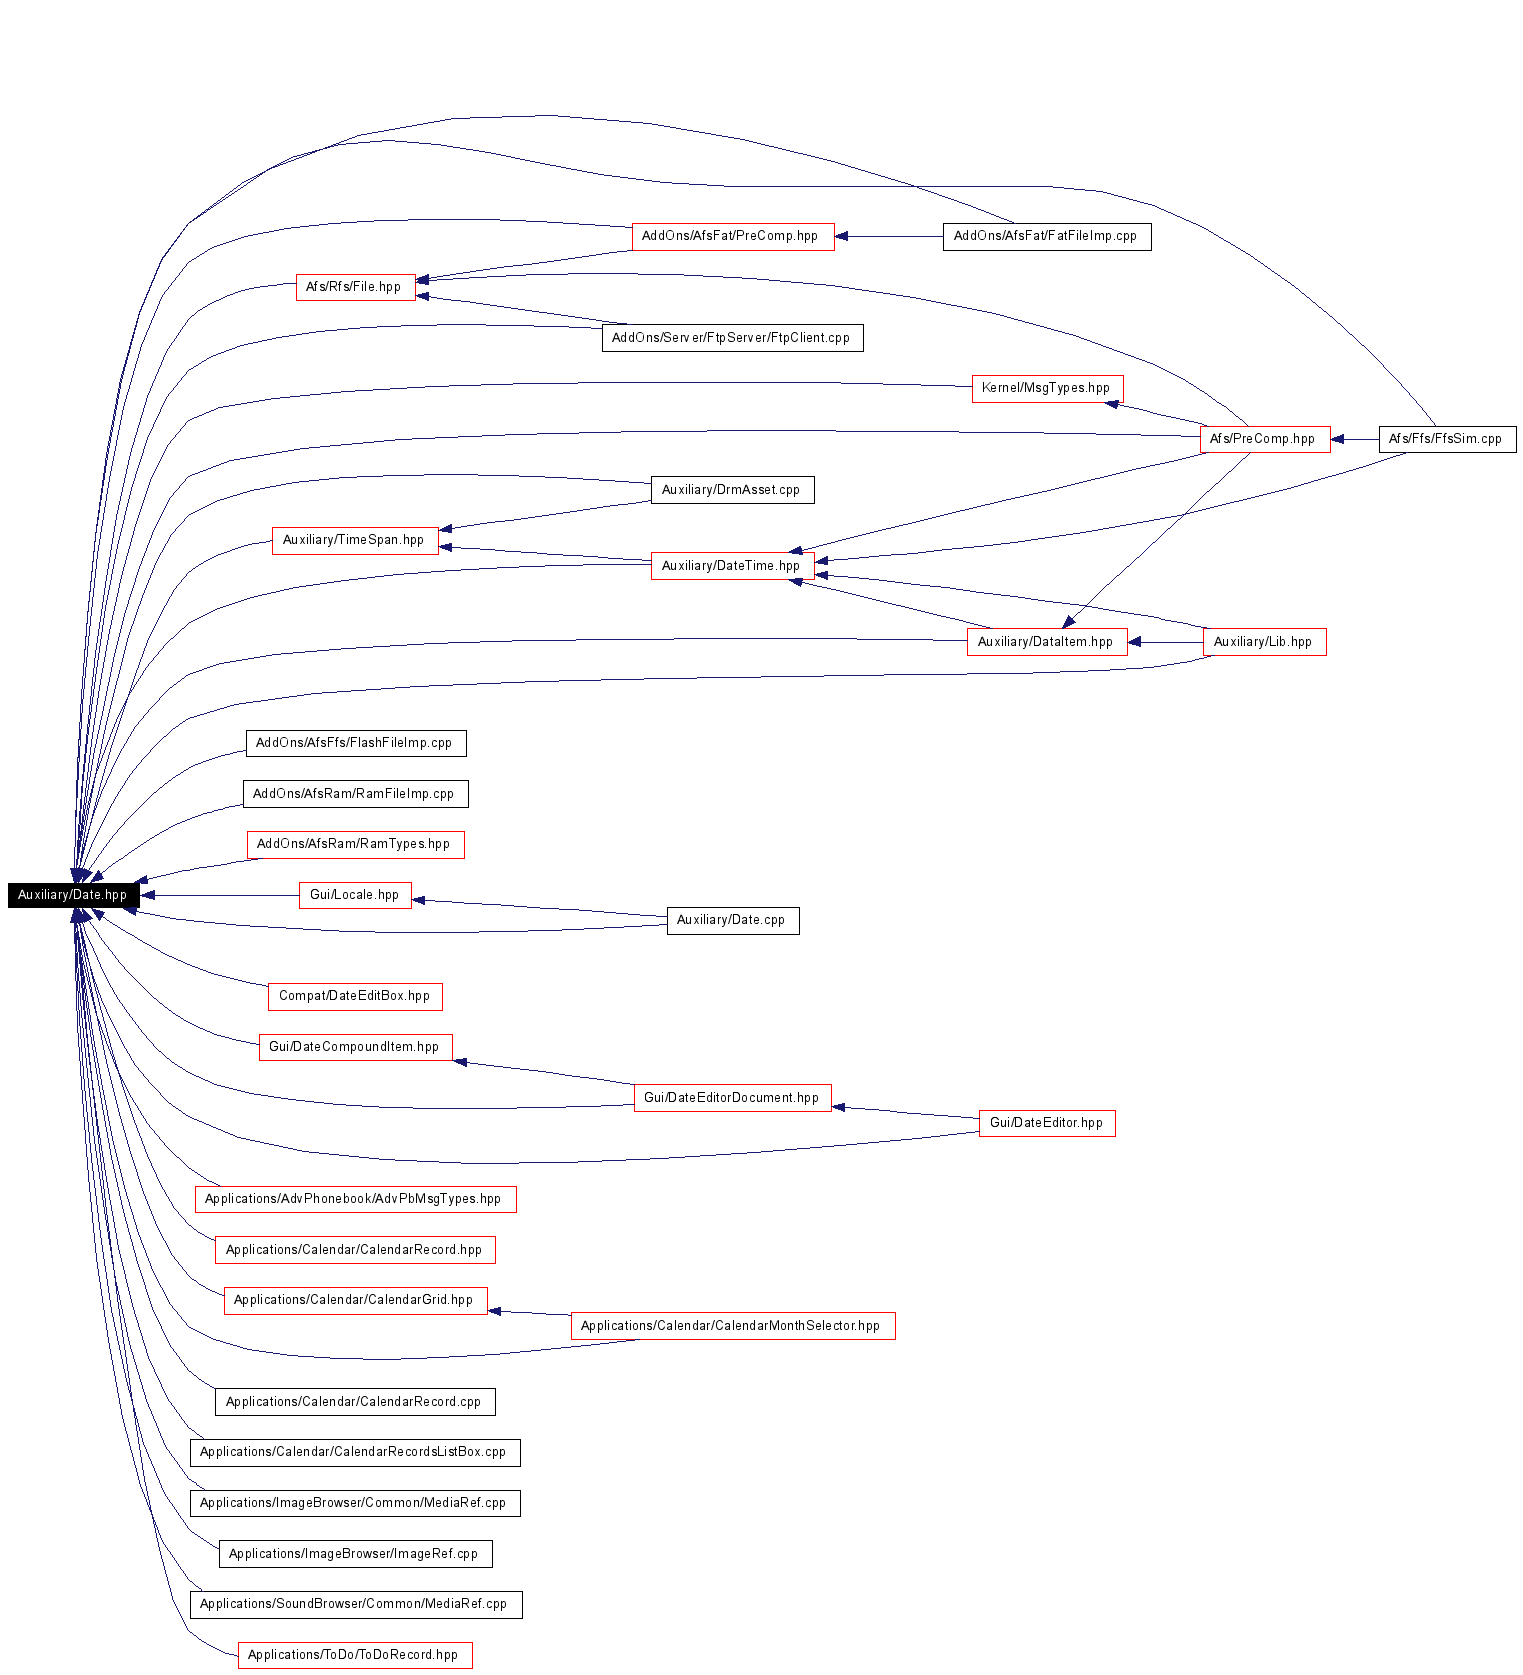 AddOns/AfsFat/PreComp.hpp
AddOns/AfsFat/FatFileImp.cpp
Afs/Rfs/File.hpp
AddOns/Server/FtpServer/FtpClient.cpp
Kernel/MsgTypes.hpp
Afs/PreComp.hpp
Afs/Ffs/FfsSim.cpp
Auxiliary/DrmAsset.cpp
Auxiliary/TimeSpan.hpp
Auxiliary/DateTime.hpp
Auxiliary/DataItem.hpp
Auxiliary/Lib.hpp
AddOns/AfsFfs/FlashFileImp.cpp
AddOns/AfsRam/RamFileImp.cpp
AddOns/AfsRam/RamTypes.hpp
Auxiliary/Date.hpp
Gui/Locale.hpp
Auxiliary/Date.cpp
Compat/DateEditBox.hpp
Gui/DateCompoundItem.hpp
Gui/DateEditorDocument.hpp
Gui/DateEditor.hpp
Applications/AdvPhonebook/AdvPbMsgTypes.hpp
Applications/Calendar/CalendarRecord.hpp
Applications/Calendar/CalendarGrid.hpp
Applications/Calendar/CalendarMonthSelector.hpp
Applications/Calendar/CalendarRecord.cpp
Applications/Calendar/CalendarRecordsListBox.cpp
Applications/ImageBrowser/Common/MediaRef.cpp
Applications/ImageBrowser/ImageRef.cpp
Applications/SoundBrowser/Common/MediaRef.cpp
Applications/ToDo/ToDoRecord.hpp